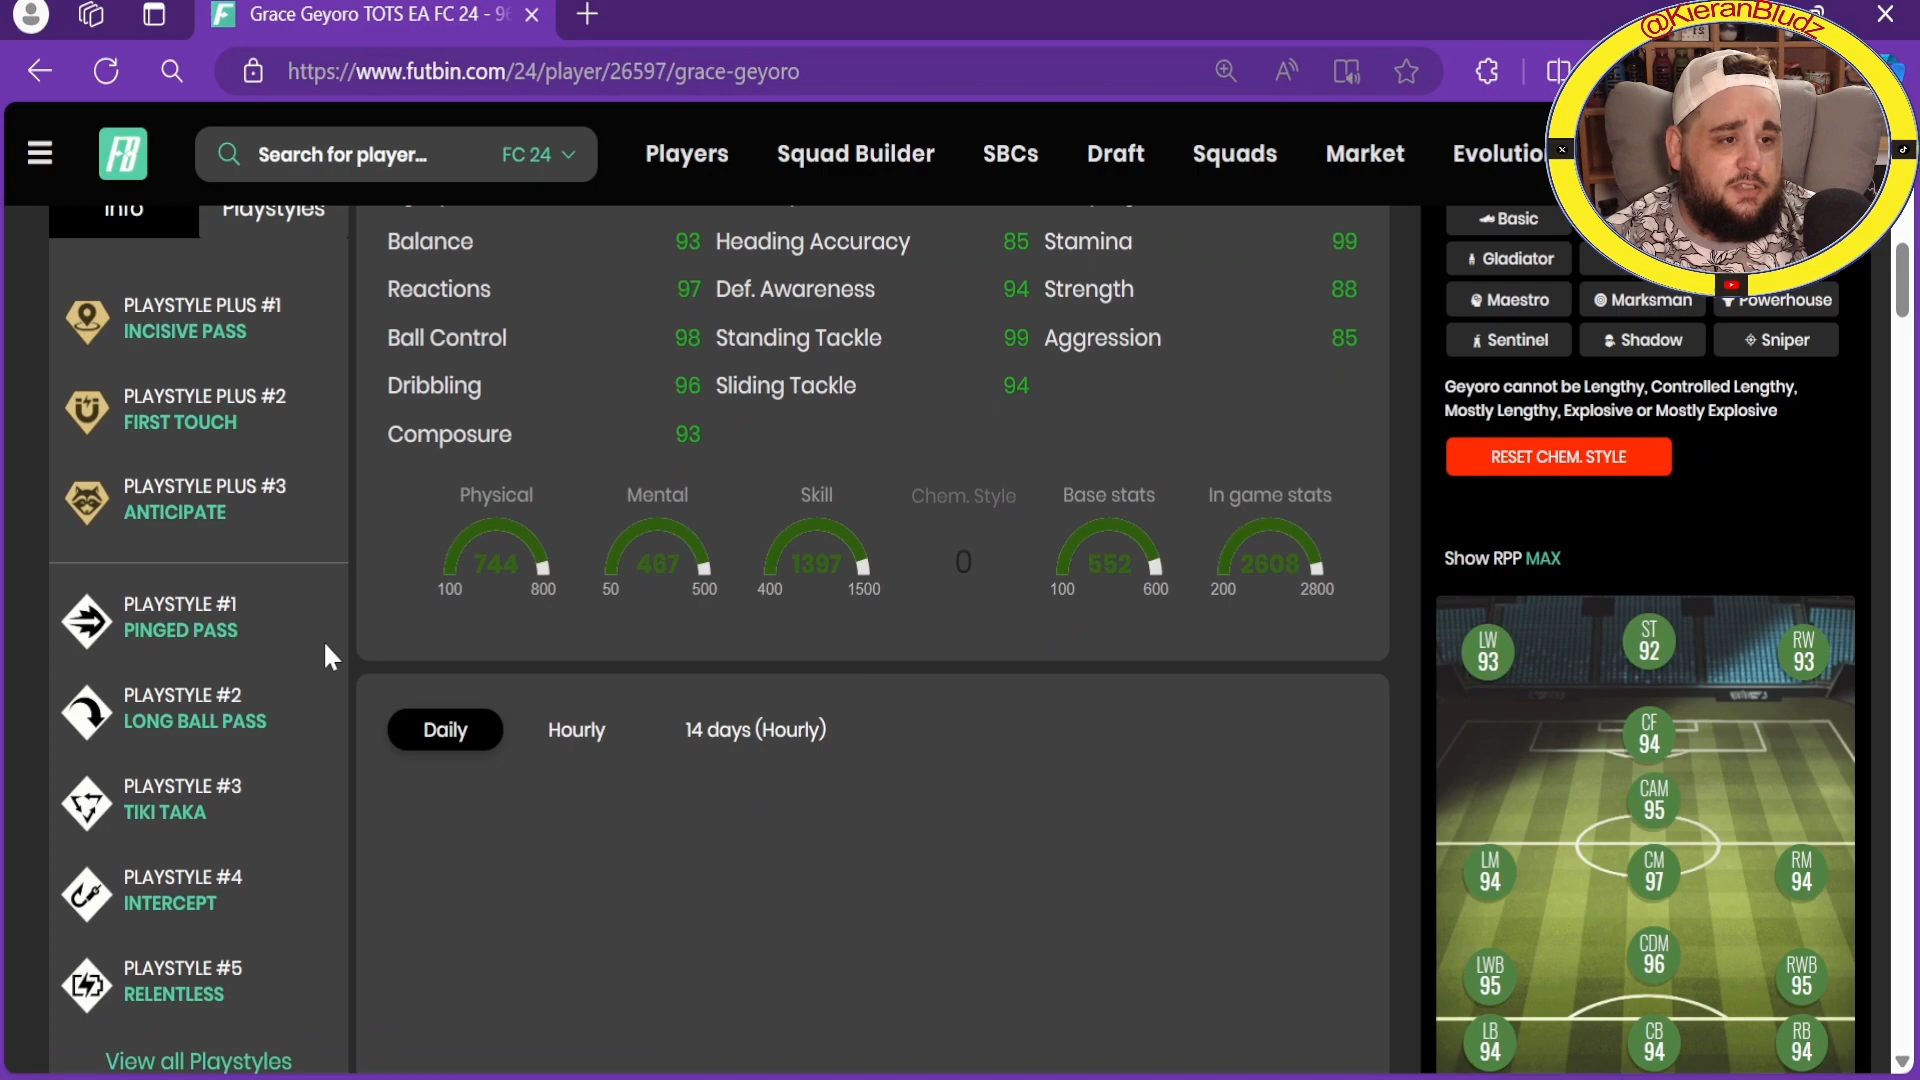 Grace Geyoro TOTS EA FC 24 - 9
https://www.futbin.com/24/player/26597/grace-geyoro
@KieranBludz
F8
Search for player...
FC 24
Players
Squad Builder
SBCs
Draft
Squads
Market
Evolutio
Info
Playstyles
PLAYSTYLE PLUS #1
INCISIVE PASS
PLAYSTYLE PLUS #2
FIRST TOUCH
PLAYSTYLE PLUS #3
ANTICIPATE
PLAYSTYLE #1
PINGED PASS
PLAYSTYLE #2
LONG BALL PASS
PLAYSTYLE #3
TIKI TAKA
PLAYSTYLE #4
INTERCEPT
PLAYSTYLE #5
RELENTLESS
View all Playstyles
Balance 93 Heading Accuracy 85 Stamina 99
Reactions 97 Def. Awareness 94 Strength 88
Ball Control 98 Standing Tackle 99 Aggression 85
Dribbling 96 Sliding Tackle 94
Composure 93
Physical Mental Skill Chem. Style Base stats In game stats
744 467 1397 0 552 2608
100 800 50 500 400 1500 100 600 200 2800
Daily Hourly 14 days (Hourly)
Basic
Gladiator
Maestro Marksman Powerhouse
Sentinel Shadow Sniper
Geyoro cannot be Lengthy, Controlled Lengthy,
Mostly Lengthy, Explosive or Mostly Explosive
RESET CHEM. STYLE
Show RPP MAX
LW
93
ST
92
RW
93
CF
94
CAM
95
LM
94
CM
97
RM
94
CDM
96
LWB
95
RWB
95
LB
94
CB
94
RB
94